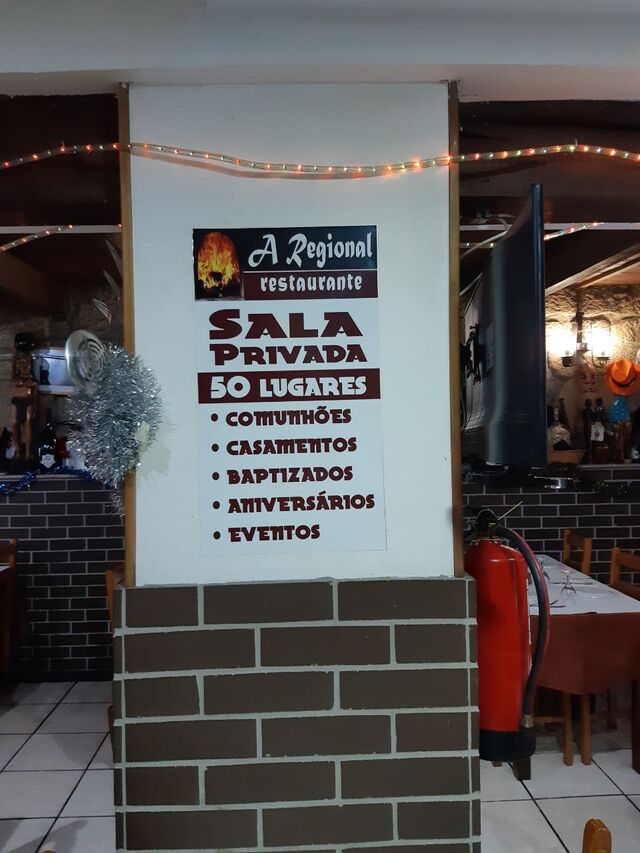 A Regional
restaurante
SALA
PRIVADA
50 LUGARES
• COMUNHÕES
• CASAMENTOS
• BAPTIZADOS
• ANIVERSÁRIOS
• EVENTOS